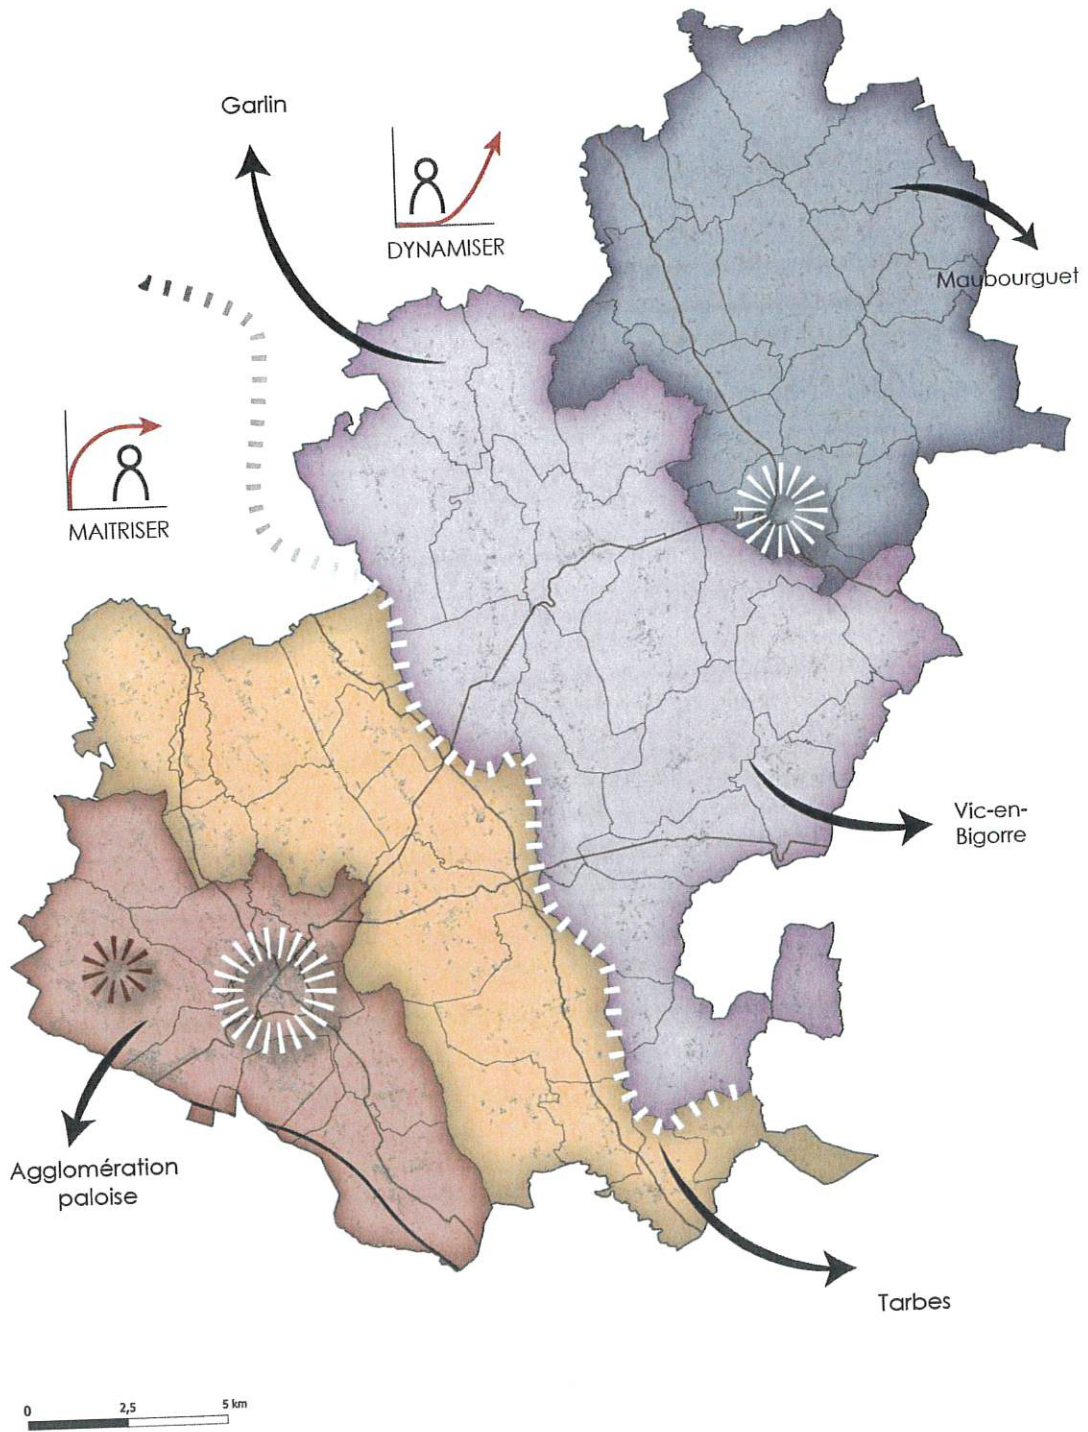 Garlin
DYNAMISER
Maubourguet
MAITRISER
Vic-en-
Bigorre
Agglomération
paloise
Tarbes
0 2,5 5 km